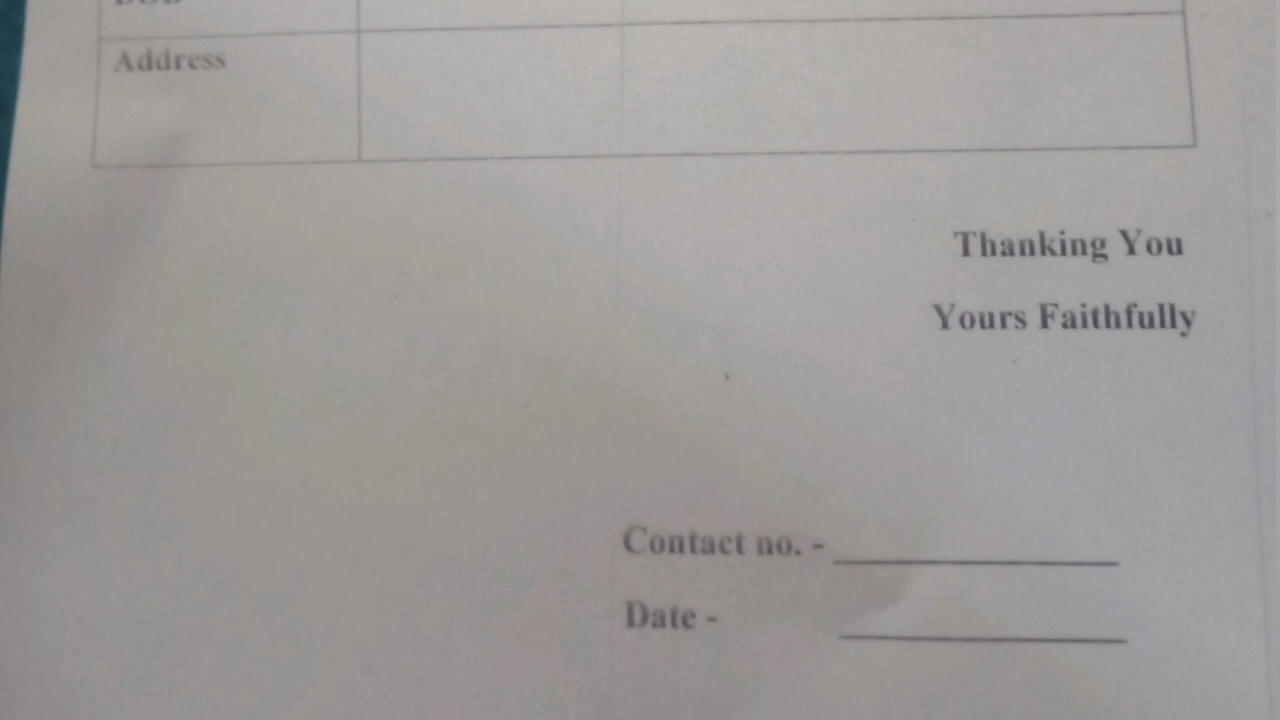 Address
Thanking You
Yours Faithfully
Contact no. -
Date -